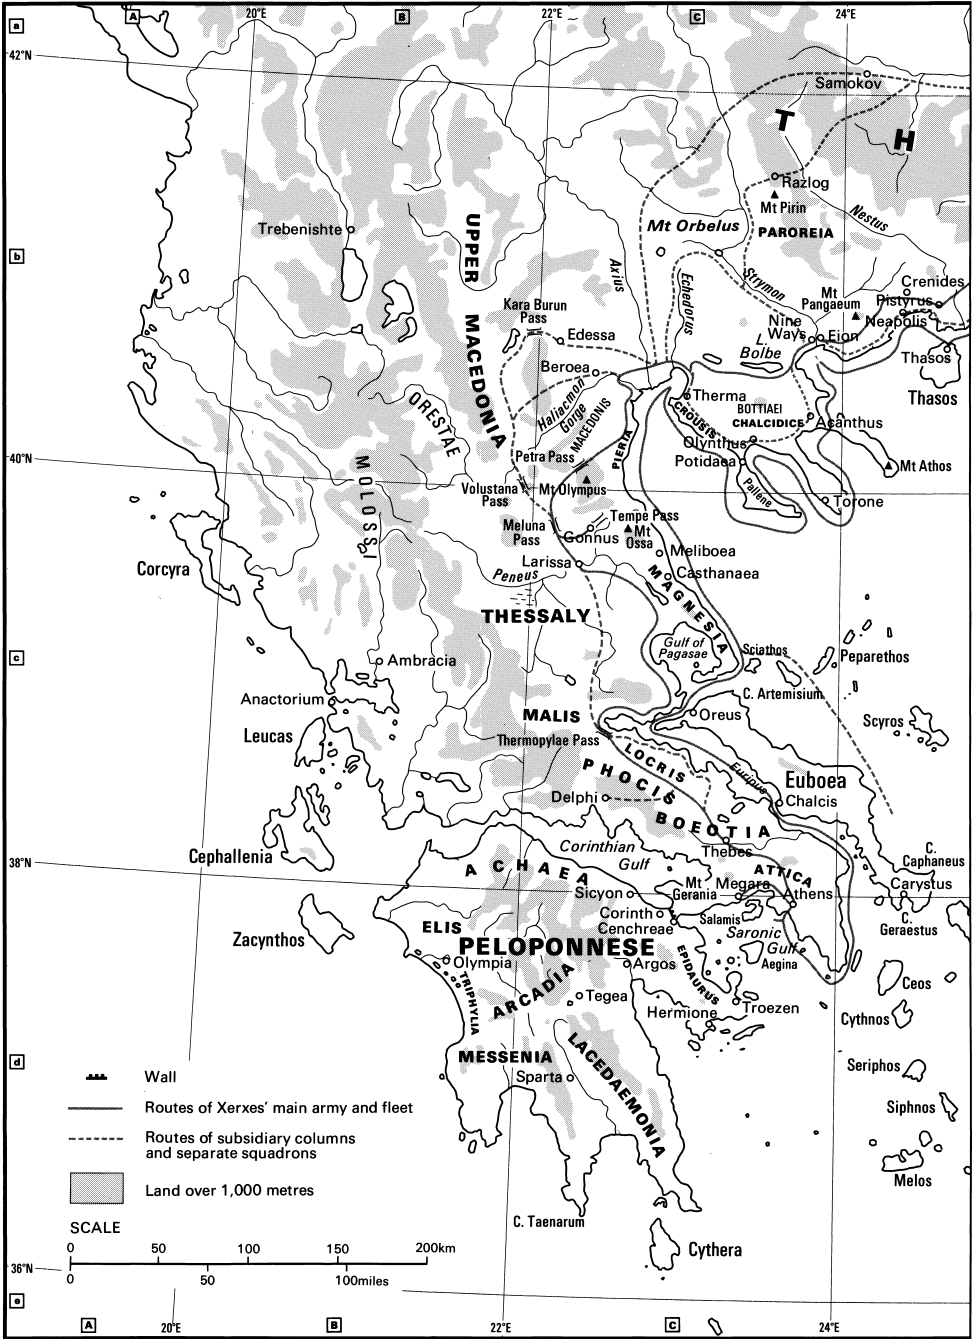 20°E
22°E
24°E
A
B
C
a
42°N
Samokov
T
H
Razlog
Mt Pirin
Nestus
Mt Orbelus
PAROREIA
Trebenishte
UPPER
MACEDONIA
b
Axius
Echedorus
Strymon
Mt
Pangaeum
Crenides
Pistyrus
Neapolis
Kara Burun
Pass
Edessa
Nine
Ways
Eion
L.
Bolbe
Thasos
Thasos
Beroea
Haliacmon
Gorge
MACEDONIS
ORESTAE
Therma
CROUSIS
BOTTIAEI
CHALCIDICE
Acanthus
PIERIA
Olynthus
Potidaea
Mt Athos
40°N
Petra Pass
MOLOSSI
Volustana
Pass
Mt Olympus
Pallene
Torone
Meluna
Pass
Tempe Pass
Gonnus
Mt
Ossa
Meliboea
Corcyra
Larissa
Peneus
Casthanaea
MAGNESIA
THESSALY
Gulf of
Pagasae
Sciathos
Peparethos
c
Ambracia
C. Artemisium
Anactorium
Oreus
Scyros
Leucas
MALIS
Thermopylae Pass
LOCRIS
PHOCIS
Euripus
Euboea
Delphi
Chalcis
BOEOTIA
Cephallenia
38°N
Corinthian
Gulf
Thebes
C.
Caphaneus
ACHAEA
ATTICA
Sicyon
Mt
Gerania
Megara
Athens
Carystus
Corinth
Cenchreae
Salamis
C.
Geraestus
Zacynthos
ELIS
PELOPONNESE
Saronic
Gulf
Olympia
Argos
Aegina
EPIDAURUS
Ceos
TRIPHYLIA
ARCADIA
Tegea
Hermione
Troezen
Cythnos
d
MESSENIA
LACEDAEMONIA
Seriphos
Sparta
Siphnos
Melos
Wall
Routes of Xerxes' main army and fleet
Routes of subsidiary columns
and separate squadrons
Land over 1,000 metres
C. Taenarum
SCALE
0 50 100 150 200km
0 50 100miles
Cythera
36°N
e
A
20°E
B
22°E
C
24°E